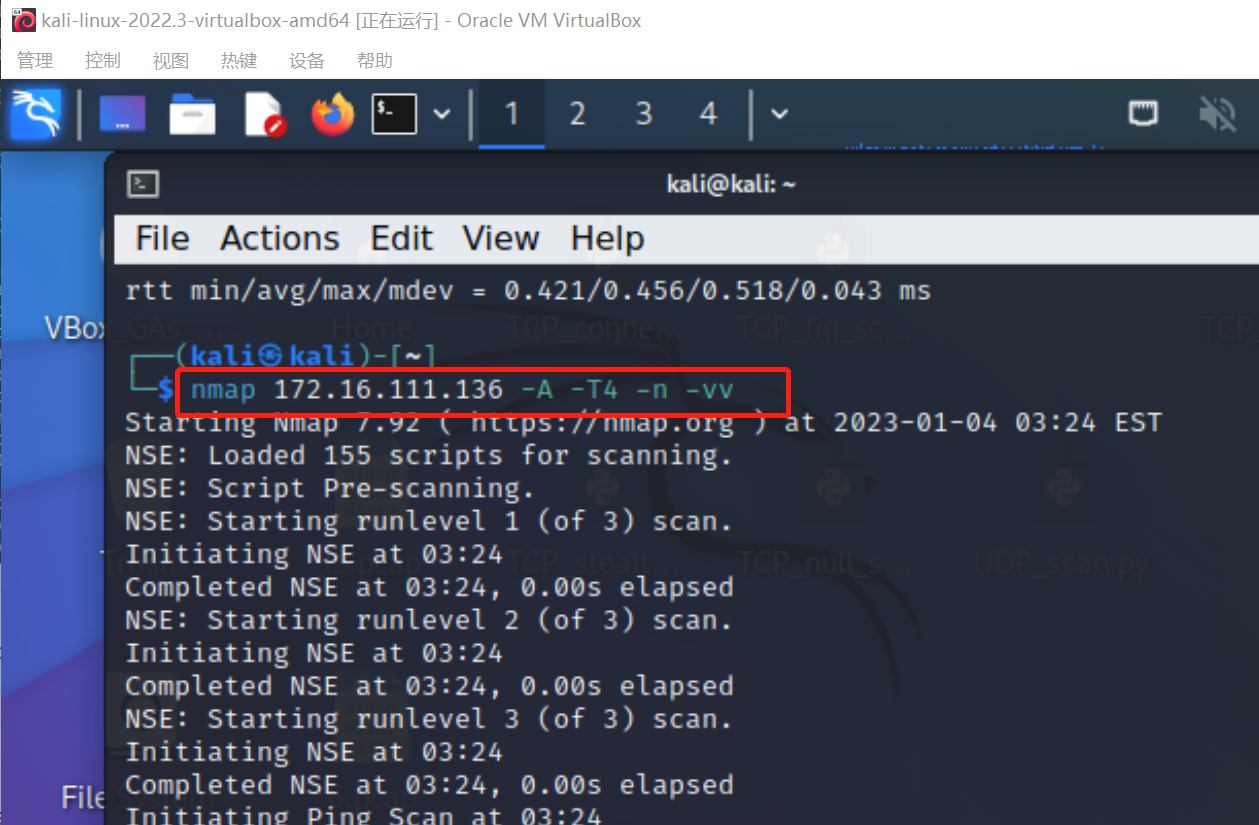 kali-linux-2022.3-virtualbox-amd64 [正在运行] - Oracle VM VirtualBox
管理 控制 视图 热键 设备 帮助
1 2 3 4
kali@kali: ~
File Actions Edit View Help
rtt min/avg/max/mdev = 0.421/0.456/0.518/0.043 ms
VBox_GAs_... Home TCP_conne... TCP_fin_sc... TCP
┌──(kali㉿kali)-[~]
└─$ nmap 172.16.111.136 -A -T4 -n -vv
Starting Nmap 7.92 ( https://nmap.org ) at 2023-01-04 03:24 EST
NSE: Loaded 155 scripts for scanning.
NSE: Script Pre-scanning.
NSE: Starting runlevel 1 (of 3) scan.
Initiating NSE at 03:24
TCP_stealt... TCP_null_s... UDP_scan.py
Completed NSE at 03:24, 0.00s elapsed
NSE: Starting runlevel 2 (of 3) scan.
Initiating NSE at 03:24
Completed NSE at 03:24, 0.00s elapsed
NSE: Starting runlevel 3 (of 3) scan.
Initiating NSE at 03:24
Completed NSE at 03:24, 0.00s elapsed
File System
Initiating Ping Scan at 03:24